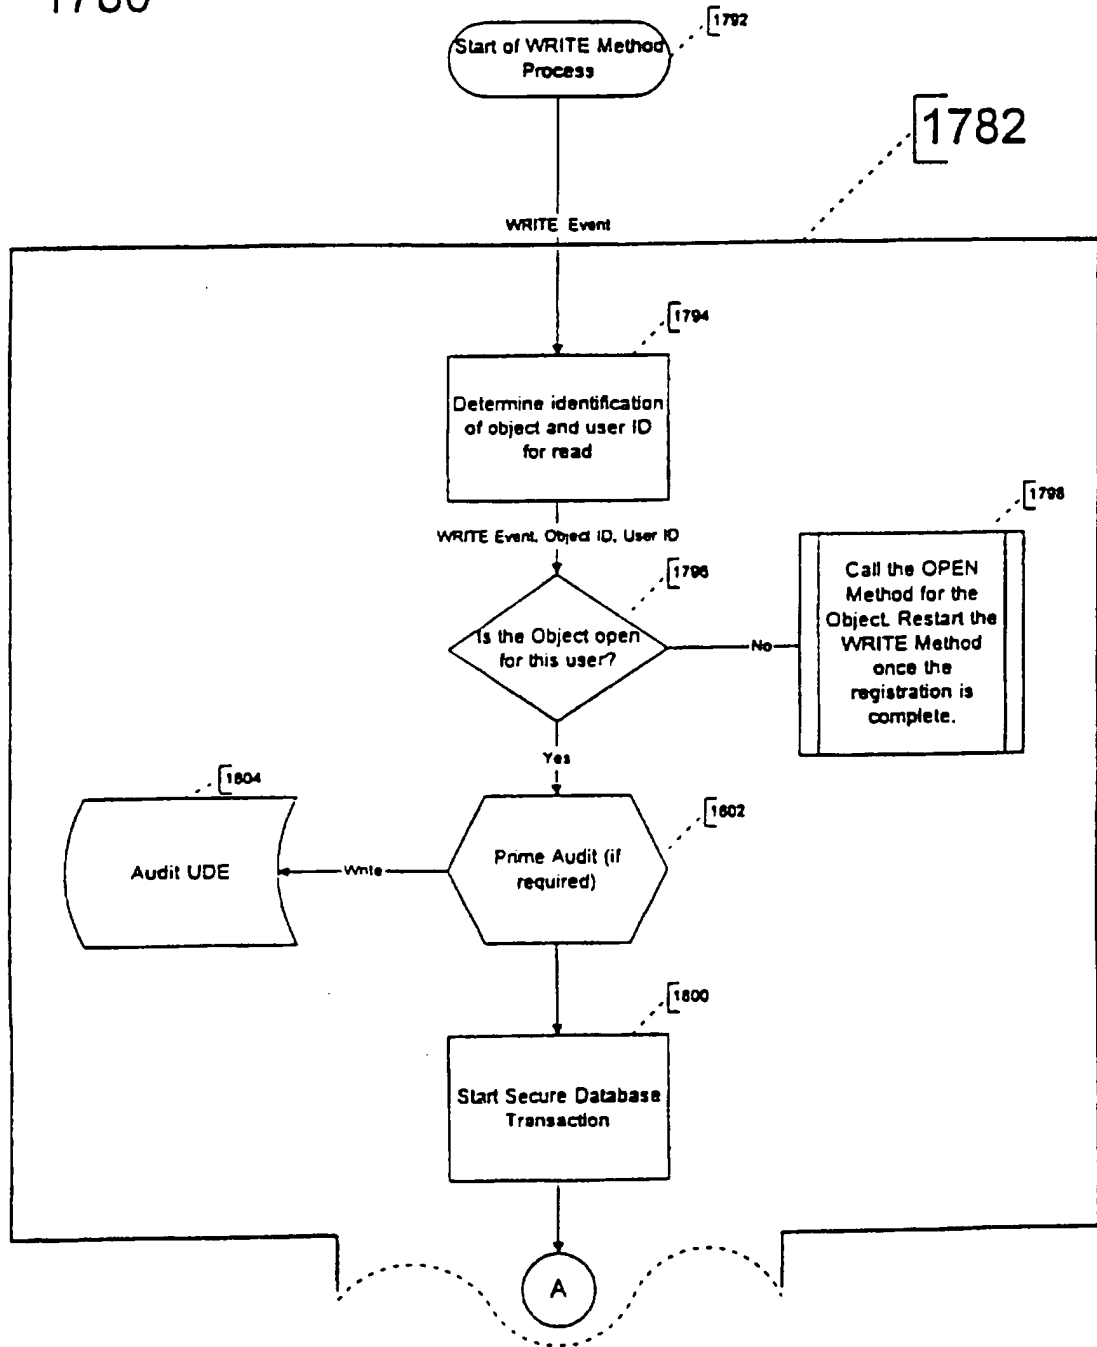 1780
1792
Start of WRITE Method
Process
1782
WRITE Event
1794
Determine identification
of object and user ID
for read
WRITE Event, Object ID, User ID
1796
1798
Is the Object open
for this user?
No
Call the OPEN
Method for the
Object. Restart the
WRITE Method
once the
registration is
complete.
Yes
1804
1802
Audit UDE
Write
Prime Audit (if
required)
1800
Start Secure Database
Transaction
A